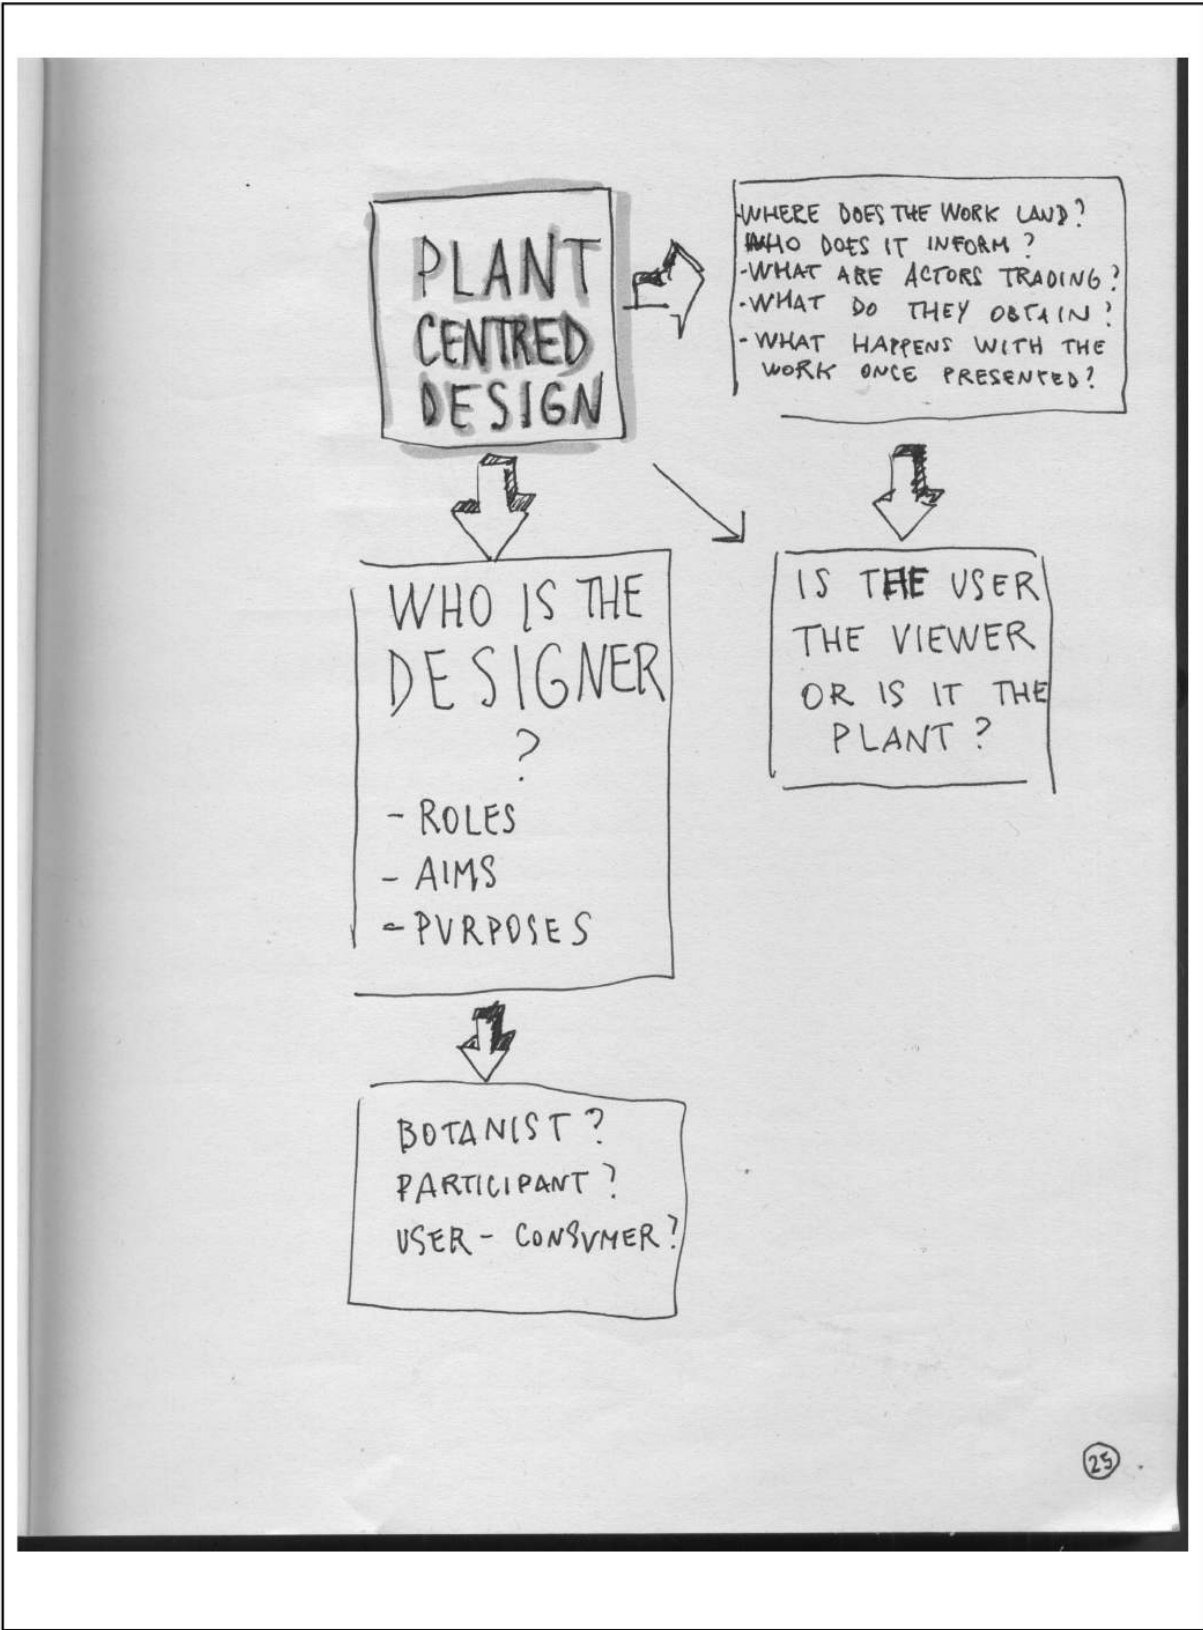 PLANT
CENTRED
DESIGN
-WHERE DOES THE WORK LAND?
WHO DOES IT INFORM?
-WHAT ARE ACTORS TRADING?
-WHAT DO THEY OBTAIN?
-WHAT HAPPENS WITH THE
WORK ONCE PRESENTED?
WHO IS THE
DESIGNER
?
- ROLES
- AIMS
- PURPOSES
IS THE USER
THE VIEWER
OR IS IT THE
PLANT?
BOTANIST?
PARTICIPANT?
USER - CONSUMER?
25